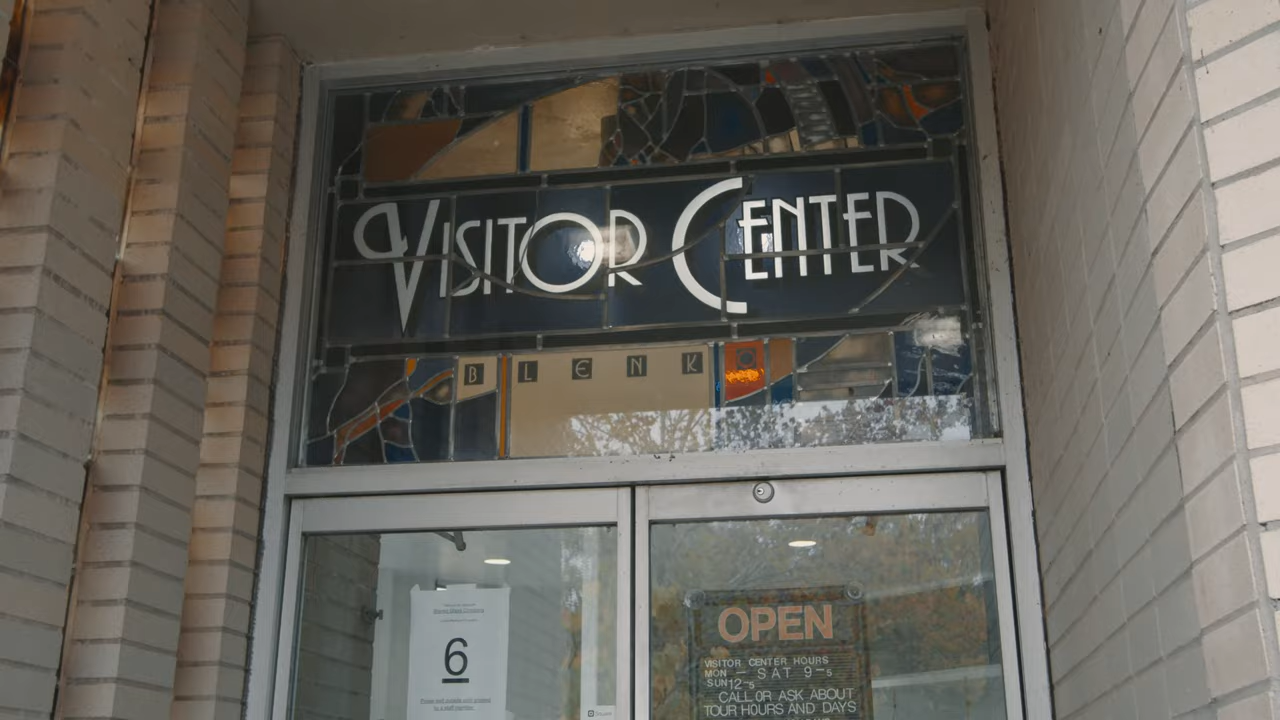 VISITOR CENTER
BLENK
6
OPEN
VISITOR CENTER HOURS
MON — SAT 9-5
SUN 12-5
CALL OR ASK ABOUT
TOUR HOURS AND DAYS